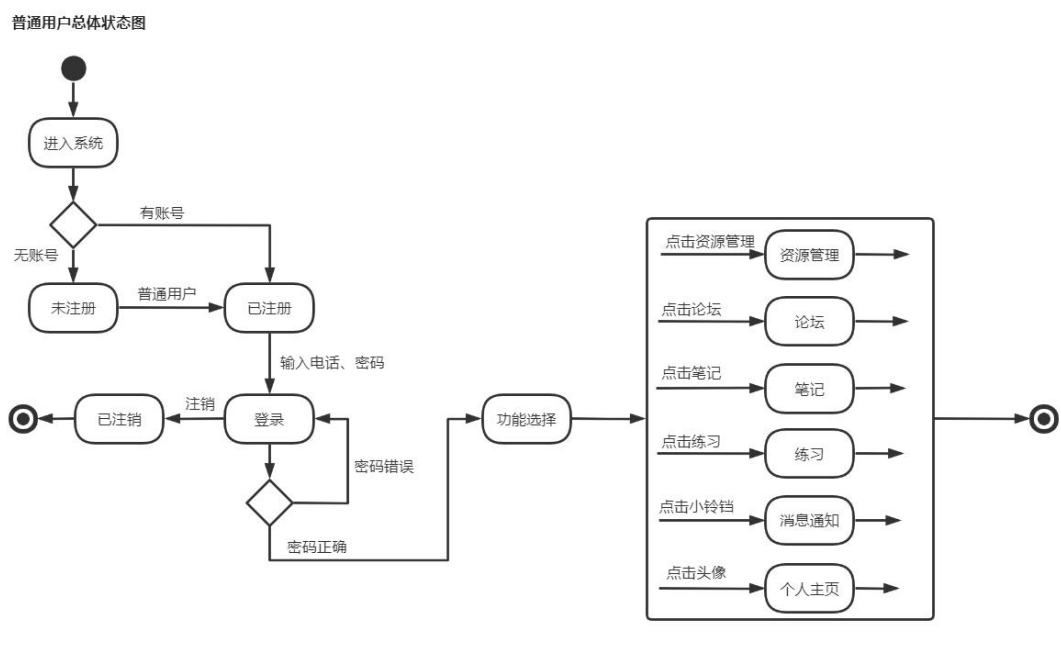 普通用户总体状态图
进入系统
有账号
无账号
未注册
普通用户
已注册
输入电话、密码
已注销
注销
登录
密码错误
密码正确
功能选择
点击资源管理
资源管理
点击论坛
论坛
点击笔记
笔记
点击练习
练习
点击小铃铛
消息通知
点击头像
个人主页